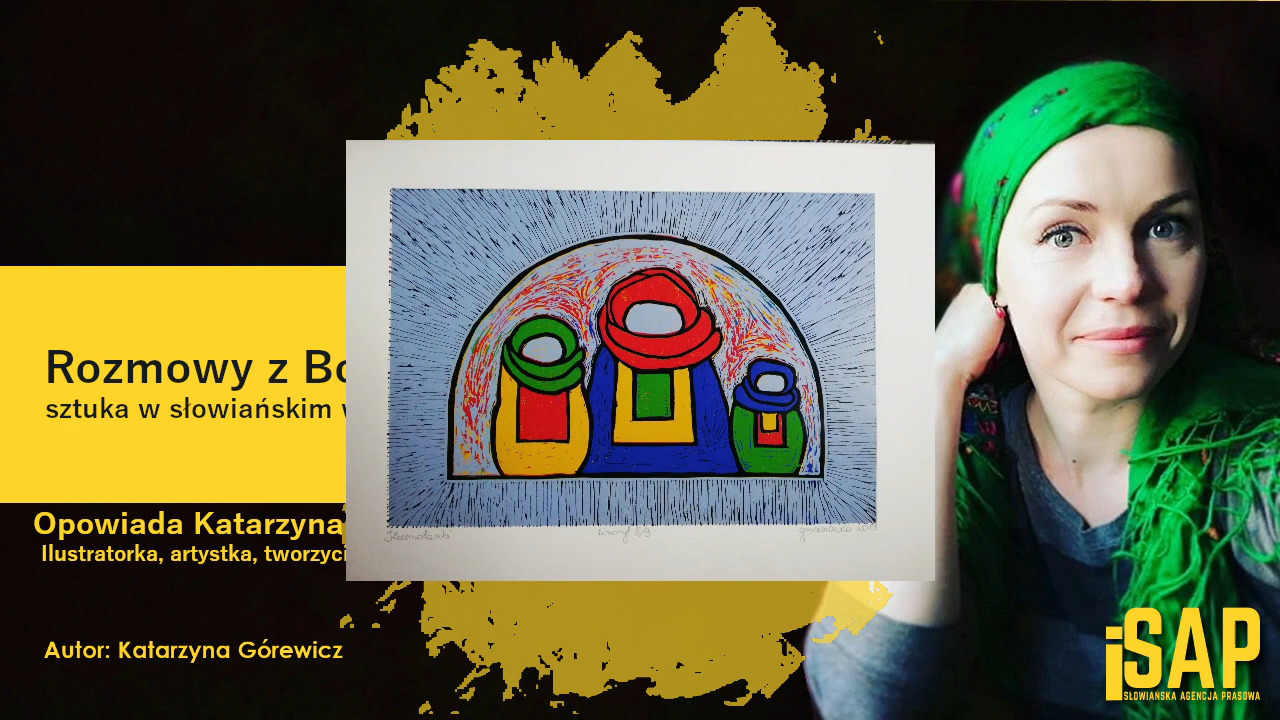 Rozmowy z Bo
sztuka w słowiańskim
Opowiada Katarzyna
Ilustratorka, artystka, tworzyci
Autor: Katarzyna Górewicz
iSAP
SŁOWIAŃSKA AGENCJA PRASOWA